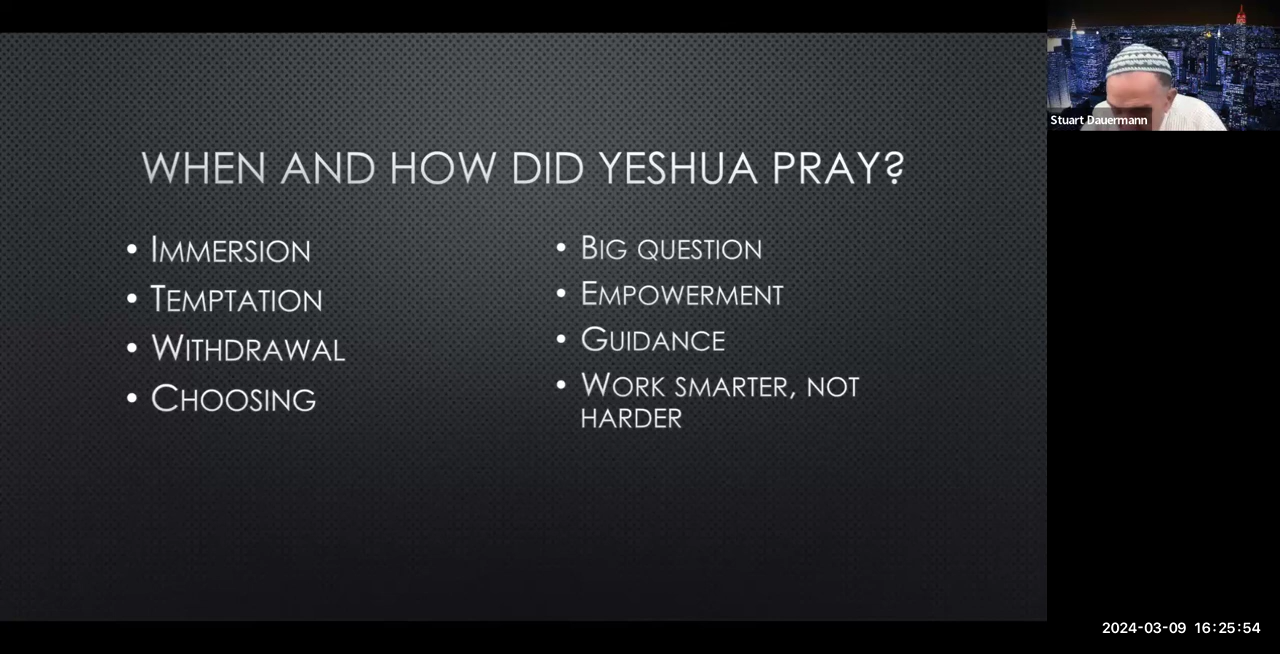 WHEN AND HOW DID YESHUA PRAY?
• IMMERSION
• TEMPTATION
• WITHDRAWAL
• CHOOSING
• BIG QUESTION
• EMPOWERMENT
• GUIDANCE
• WORK SMARTER, NOT
HARDER
Stuart Dauermann
2024-03-09 16:25:54